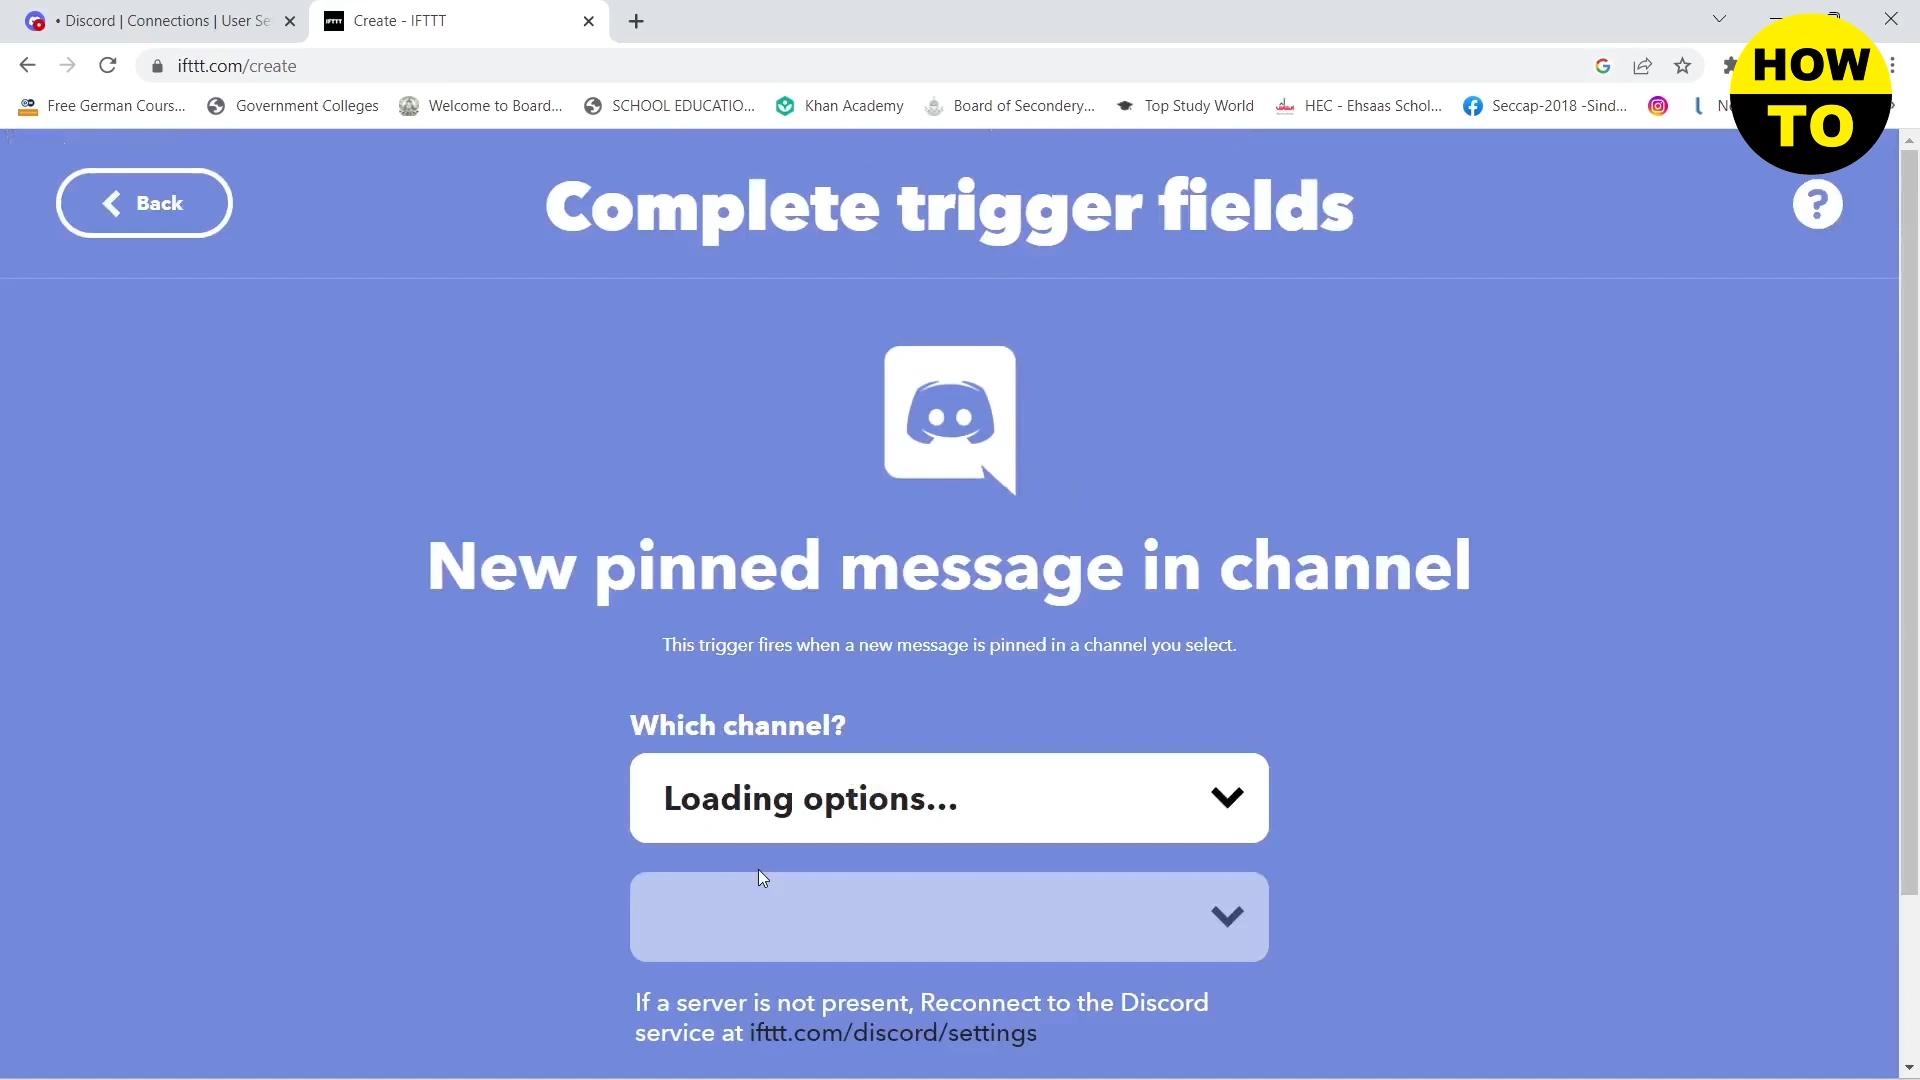 • Discord | Connections | User Se
IFTTT Create - IFTTT
ifttt.com/create
Free German Cours... Government Colleges Welcome to Board... SCHOOL EDUCATIO... Khan Academy Board of Secondery... Top Study World HEC - Ehsaas Schol... Seccap-2018 -Sind...
HOW
TO
Back
Complete trigger fields
?
New pinned message in channel
This trigger fires when a new message is pinned in a channel you select.
Which channel?
Loading options...
If a server is not present, Reconnect to the Discord
service at ifttt.com/discord/settings